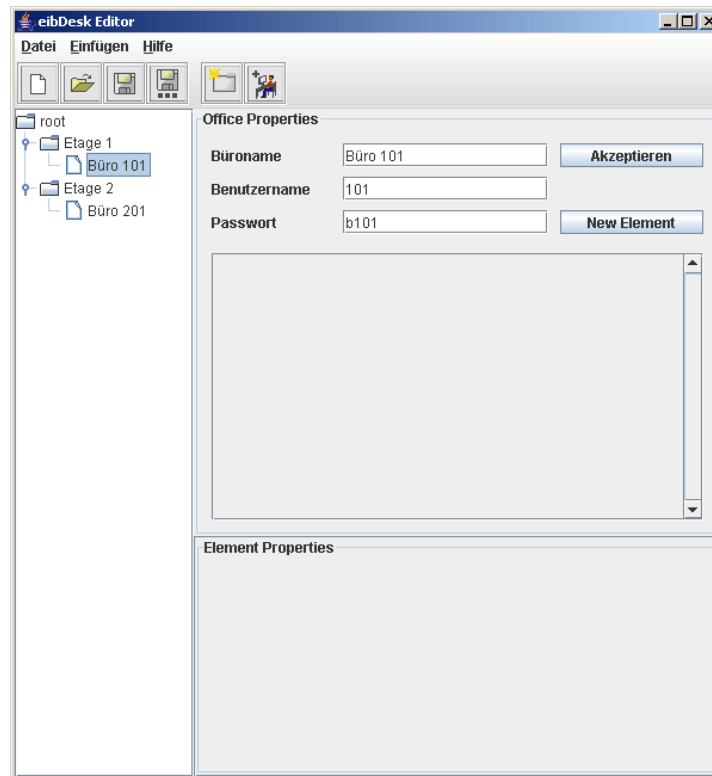 eibDesk Editor
Datei Einfügen Hilfe
root
Etage 1
Büro 101
Etage 2
Büro 201
Office Properties
Büroname Büro 101 Akzeptieren
Benutzername 101
Passwort b101 New Element
Element Properties